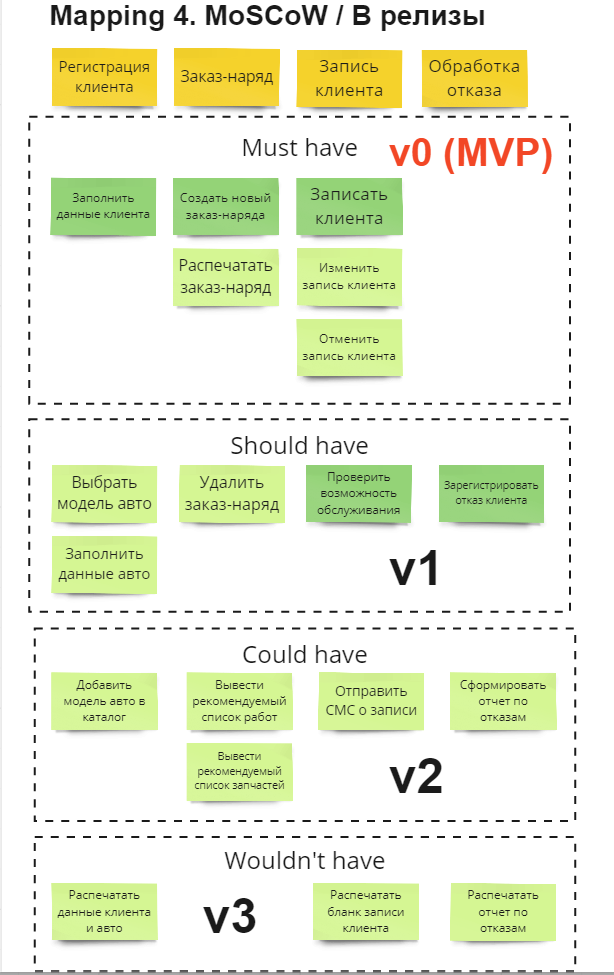 Mapping 4. MoSCoW / В релизы
Регистрация
клиента
Заказ-наряд
Запись
клиента
Обработка
отказа
Must have
v0 (MVP)
Заполнить
данные клиента
Создать новый
заказ-наряда
Записать
клиента
Распечатать
заказ-наряд
Изменить
запись клиента
Отменить
запись клиента
Should have
Выбрать
модель авто
Удалить
заказ-наряд
Проверить
возможность
обслуживания
Зарегистрировать
отказ клиента
Заполнить
данные авто
v1
Could have
Добавить
модель авто в
каталог
Вывести
рекомендуемый
список работ
Отправить
СМС о записи
Сформировать
отчет по
отказам
Вывести
рекомендуемый
список запчастей
v2
Wouldn't have
Распечатать
данные клиента
и авто
v3
Распечатать
бланк записи
клиента
Распечатать
отчет по
отказам